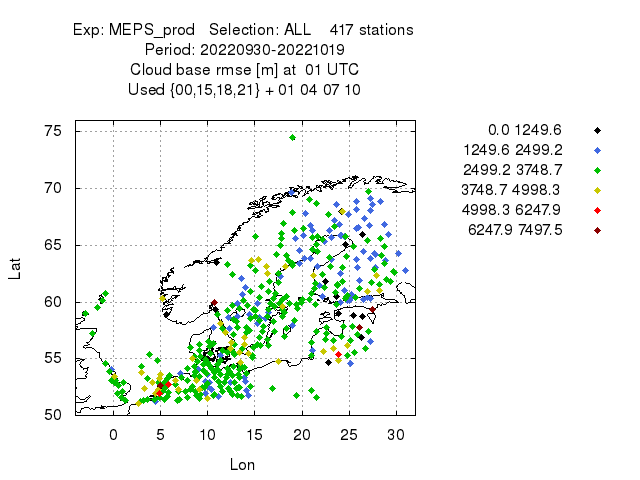 Exp: MEPS_prod   Selection: ALL    417 stations
Period: 20220930-20221019
Cloud base rmse [m] at  01 UTC
Used {00,15,18,21} + 01 04 07 10
0.0 1249.6
1249.6 2499.2
2499.2 3748.7
3748.7 4998.3
4998.3 6247.9
6247.9 7497.5
Lat
75
70
65
60
55
50
0 5 10 15 20 25 30
Lon